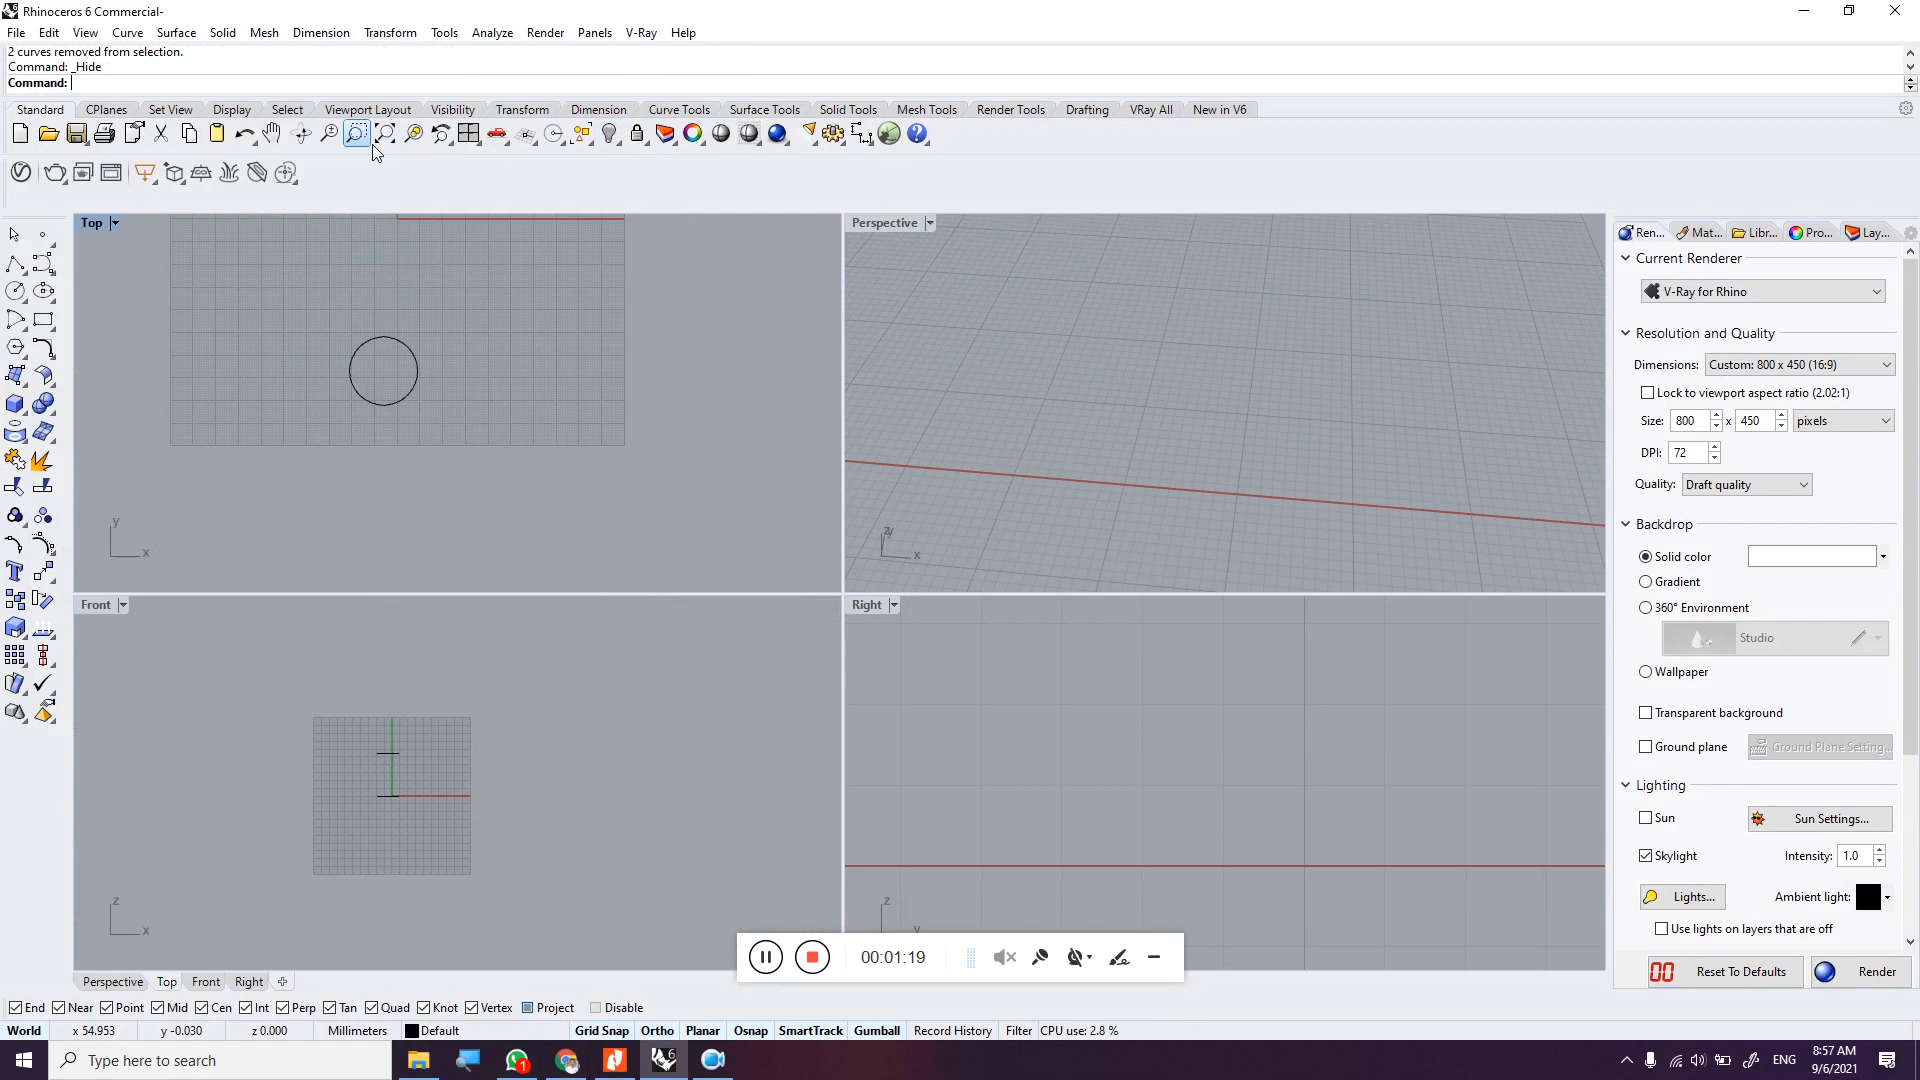 Rhinoceros 6 Commercial-
File Edit View Curve Surface Solid Mesh Dimension Transform Tools Analyze Render Panels V-Ray Help
2 curves removed from selection.
Command: _Hide
Command:
Standard CPlanes Set View Display Select Viewport Layout Visibility Transform Dimension Curve Tools Surface Tools Solid Tools Mesh Tools Render Tools Drafting VRay All New in V6
Top
y
x
Perspective
x
Front
z
x
Right
z
y
Ren... Mat... Libr... Pro... Lay...
Current Renderer
V-Ray for Rhino
Resolution and Quality
Dimensions: Custom: 800 x 450 (16:9)
Lock to viewport aspect ratio (2.02:1)
Size: 800 x 450 pixels
DPI: 72
Quality: Draft quality
Backdrop
Solid color
Gradient
360° Environment
Studio
Wallpaper
Transparent background
Ground plane Ground Plane Setting...
Lighting
Sun Sun Settings...
Skylight Intensity: 1.0
Lights... Ambient light:
Use lights on layers that are off
Reset To Defaults Render
00:01:19
Perspective Top Front Right
End Near Point Mid Cen Int Perp Tan Quad Knot Vertex Project Disable
World x 54.953 y -0.030 z 0.000 Millimeters Default Grid Snap Ortho Planar Osnap SmartTrack Gumball Record History Filter CPU use: 2.8 %
Type here to search
1
6
ENG
8:57 AM
9/6/2021